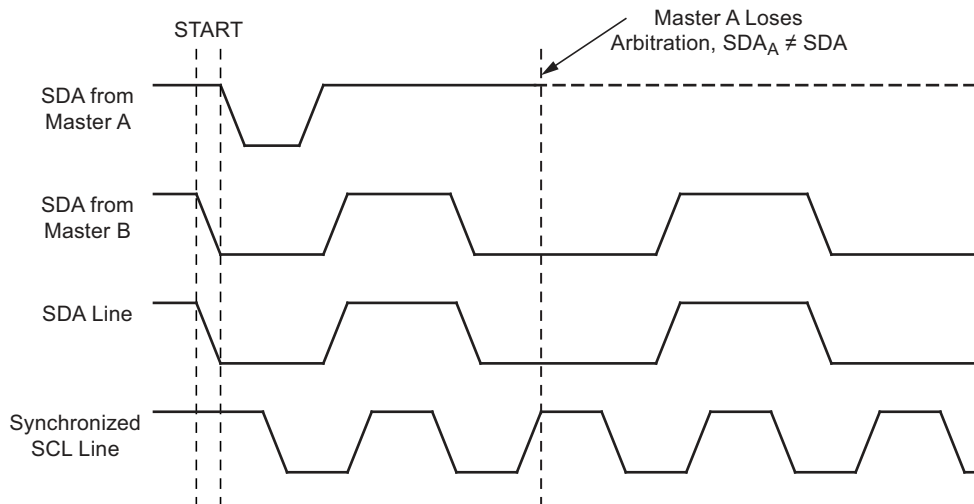 START
Master A Loses
Arbitration, SDA_A ≠ SDA
SDA from
Master A
SDA from
Master B
SDA Line
Synchronized
SCL Line